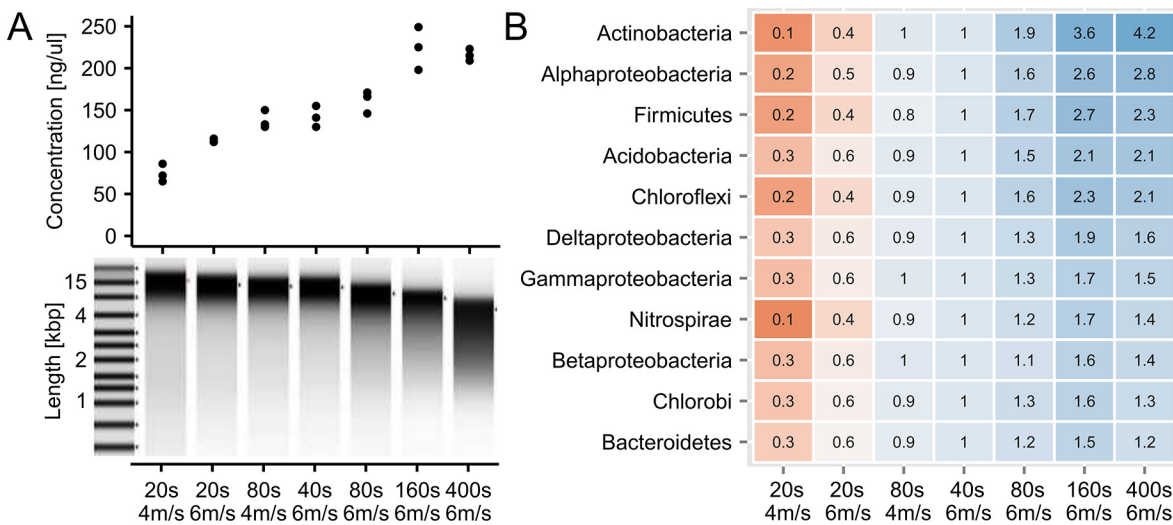 A
Concentration [ng/ul]
250
200
150
100
50
0
Length [kbp]
15
4
2
1
20s 20s 80s 40s 80s 160s 400s
4m/s 6m/s 4m/s 6m/s 6m/s 6m/s 6m/s
B
Actinobacteria 0.1 0.4 1 1 1.9 3.6 4.2
Alphaproteobacteria 0.2 0.5 0.9 1 1.6 2.6 2.8
Firmicutes 0.2 0.4 0.8 1 1.7 2.7 2.3
Acidobacteria 0.3 0.6 0.9 1 1.5 2.1 2.1
Chloroflexi 0.2 0.4 0.9 1 1.6 2.3 2.1
Deltaproteobacteria 0.3 0.6 0.9 1 1.3 1.9 1.6
Gammaproteobacteria 0.3 0.6 1 1 1.3 1.7 1.5
Nitrospirae 0.1 0.4 0.9 1 1.2 1.7 1.4
Betaproteobacteria 0.3 0.6 1 1 1.1 1.6 1.4
Chlorobi 0.3 0.6 0.9 1 1.3 1.6 1.3
Bacteroidetes 0.3 0.6 0.9 1 1.2 1.5 1.2
20s 20s 80s 40s 80s 160s 400s
4m/s 6m/s 4m/s 6m/s 6m/s 6m/s 6m/s